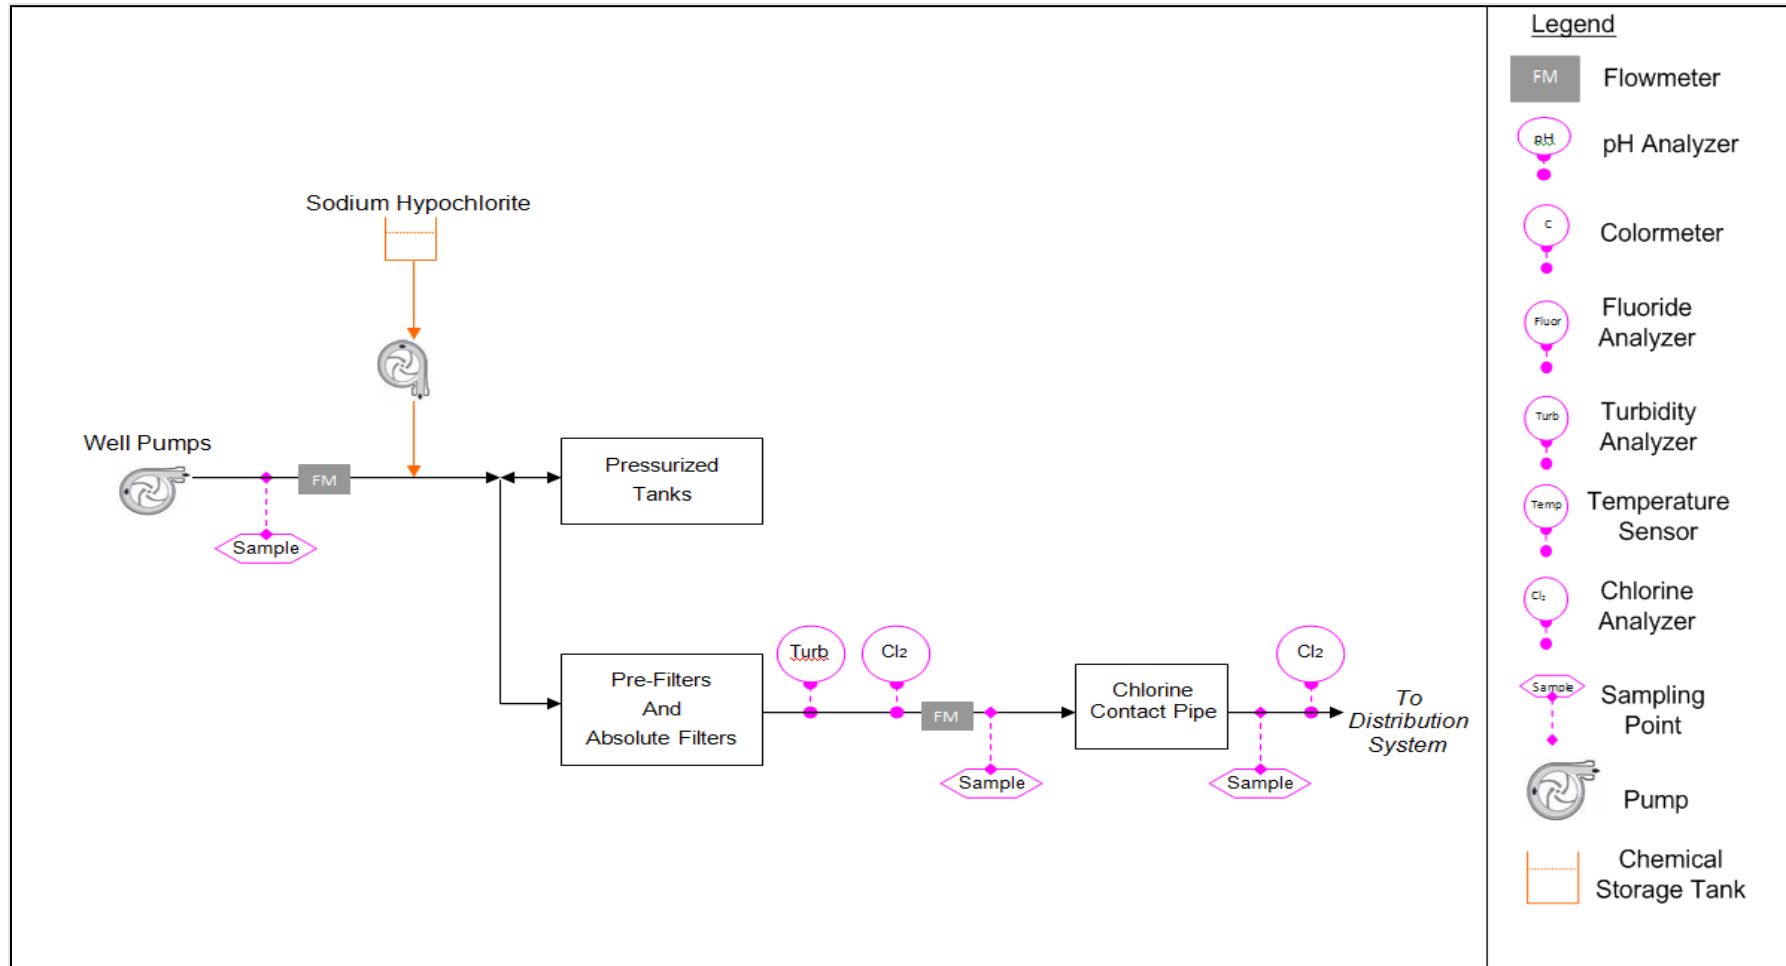 Sodium Hypochlorite
Well Pumps
FM
Sample
Pressurized
Tanks
Pre-Filters
And
Absolute Filters
Turb
Cl₂
FM
Sample
Chlorine
Contact Pipe
Sample
Cl₂
To
Distribution
System
Legend
FM
Flowmeter
pH
pH Analyzer
C
Colormeter
Fluor
Fluoride
Analyzer
Turb
Turbidity
Analyzer
Temp
Temperature
Sensor
Cl₂
Chlorine
Analyzer
Sample
Sampling
Point
Pump
Chemical
Storage Tank